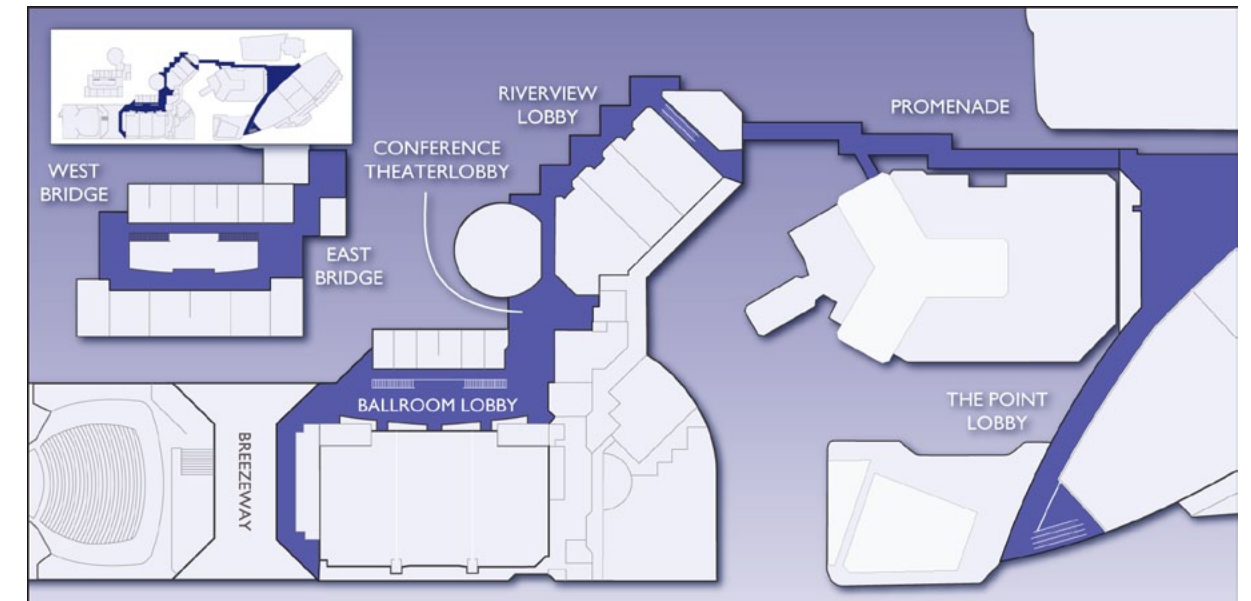 RIVERVIEW
LOBBY
PROMENADE
CONFERENCE
THEATERLOBBY
WEST
BRIDGE
EAST
BRIDGE
BALLROOM LOBBY
THE POINT
LOBBY
BREEZEWAY